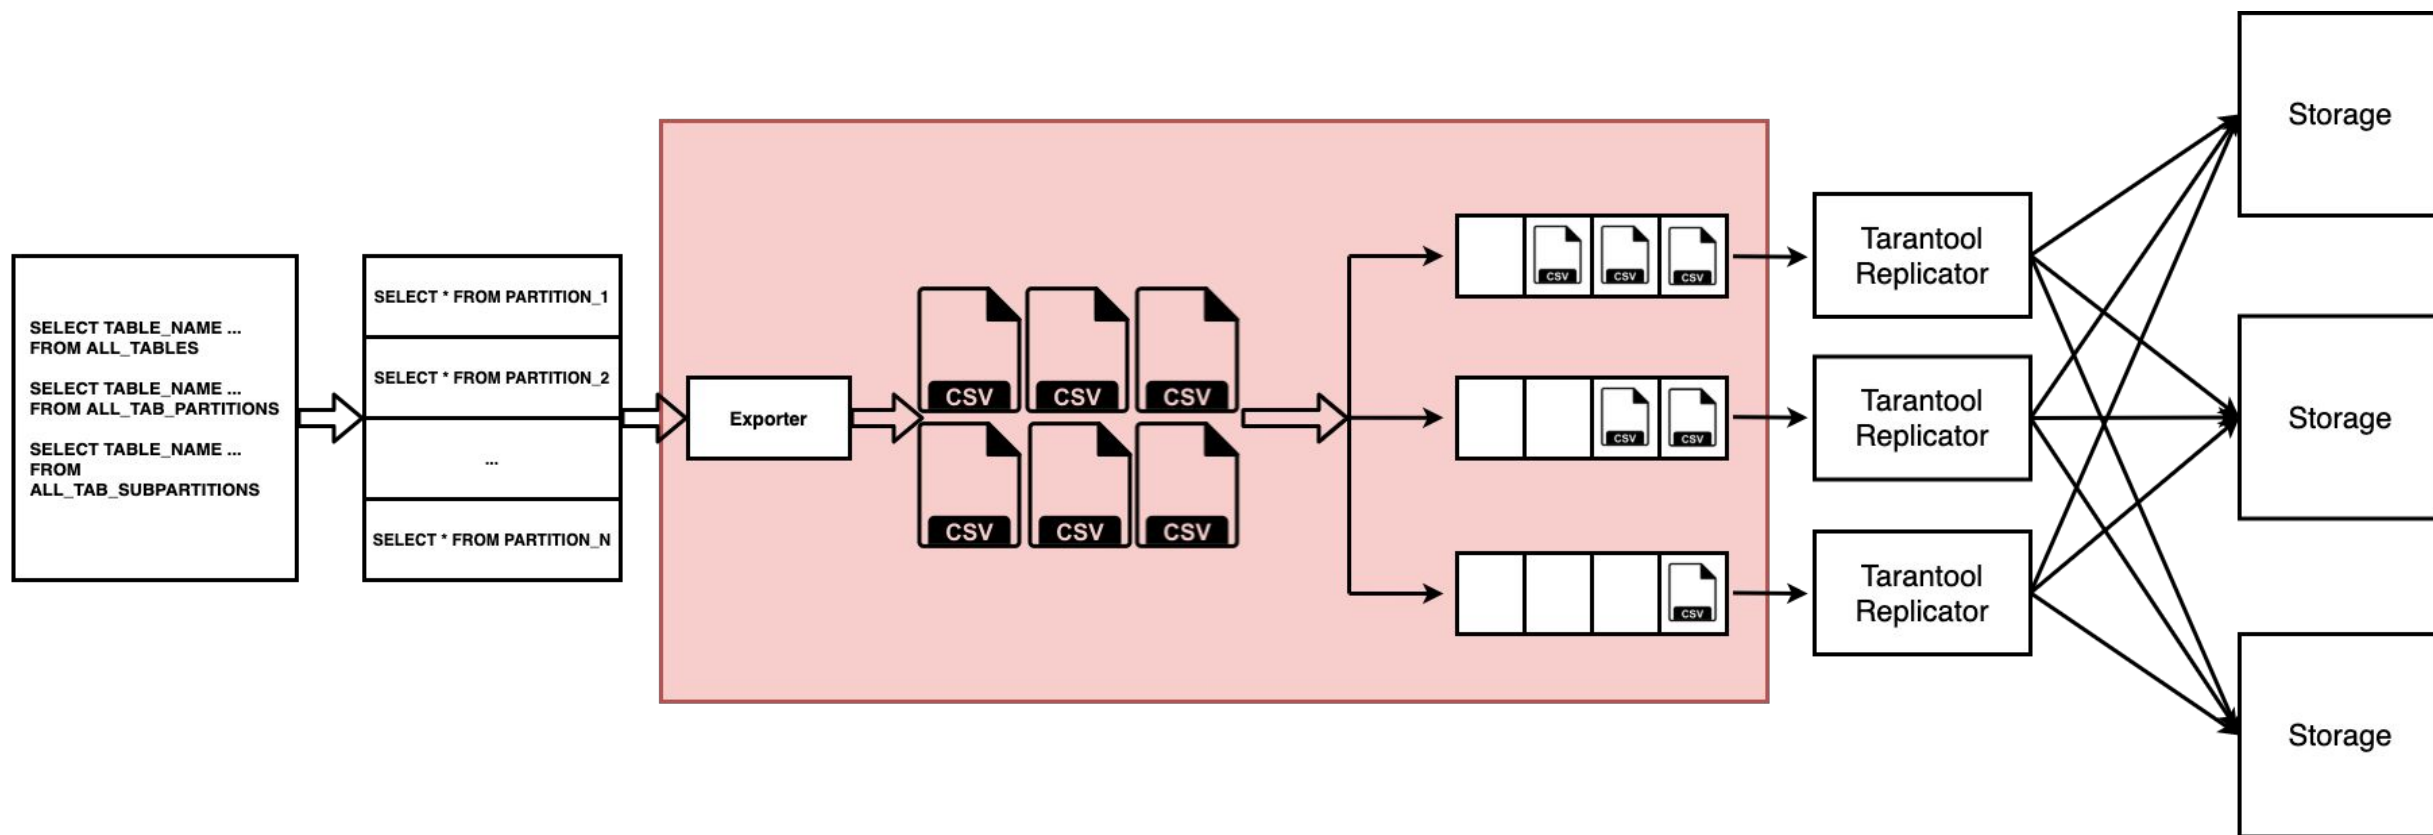 SELECT TABLE_NAME ...
FROM ALL_TABLES
SELECT TABLE_NAME ...
FROM ALL_TAB_PARTITIONS
SELECT TABLE_NAME ...
FROM
ALL_TAB_SUBPARTITIONS
SELECT * FROM PARTITION_1
SELECT * FROM PARTITION_2
...
SELECT * FROM PARTITION_N
Exporter
CSV
CSV
CSV
CSV
CSV
CSV
CSV
CSV
CSV
CSV
CSV
CSV
Tarantool
Replicator
Tarantool
Replicator
Tarantool
Replicator
Storage
Storage
Storage